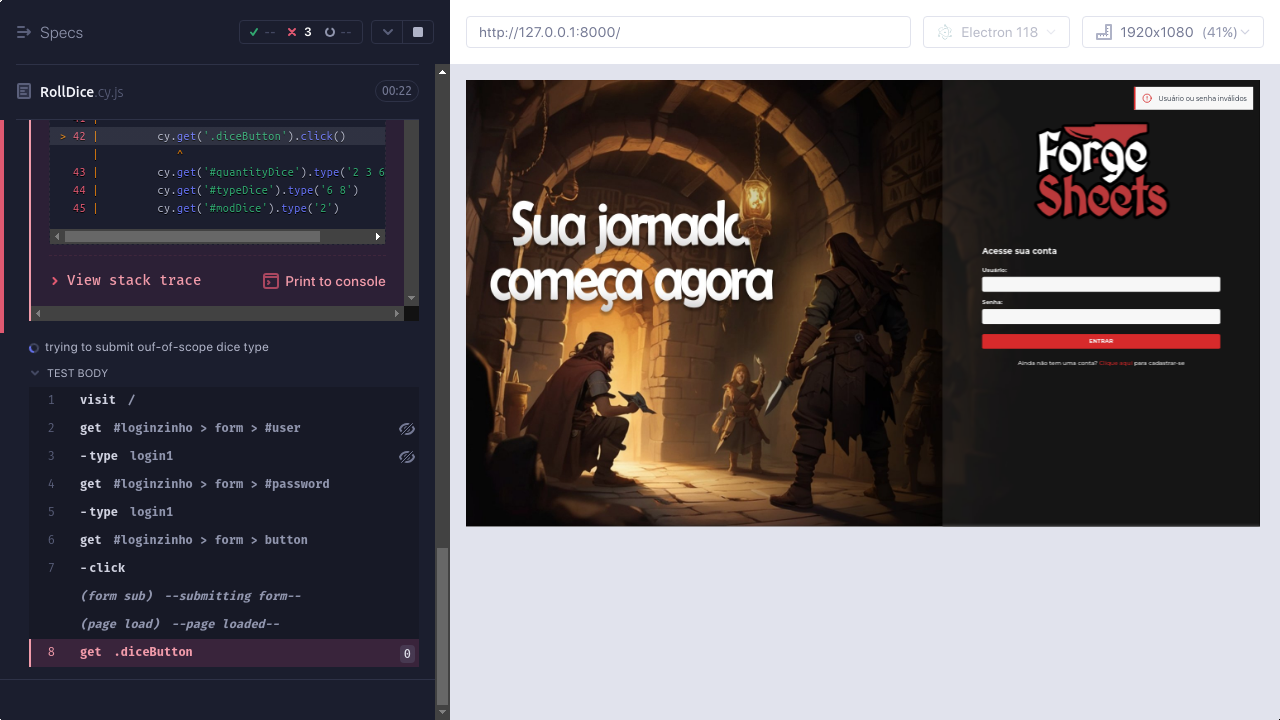 Specs
-- 3 --
http://127.0.0.1:8000/
Electron 118
1920x1080 (41%)
RollDice.cy.js
00:22
> 42 | cy.get('.diceButton').click()
| ^
43 | cy.get('#quantityDice').type('2 3 6
44 | cy.get('#typeDice').type('6 8')
45 | cy.get('#modDice').type('2')
View stack trace
Print to console
trying to submit ouf-of-scope dice type
TEST BODY
1 visit /
2 get #loginzinho > form > #user
3 -type login1
4 get #loginzinho > form > #password
5 -type login1
6 get #loginzinho > form > button
7 -click
(form sub) --submitting form--
(page load) --page loaded--
8 get .diceButton 0
Sua jornada
começa agora
Usuário ou senha inválidos
Forge
Sheets
Acesse sua conta
Usuário:
Senha:
ENTRAR
Ainda não tem uma conta? Clique aqui para cadastrar-se